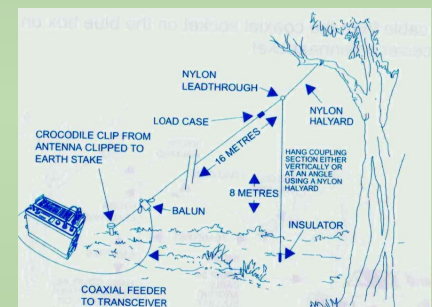 NYLON
LEADTHROUGH
LOAD CASE
NYLON
HALYARD
16 METRES
CROCODILE CLIP FROM
ANTENNA CLIPPED TO
EARTH STAKE
HANG COUPLING
SECTION EITHER
VERTICALLY OR
AT AN ANGLE
USING A NYLON
HALYARD
8 METRES
BALUN
INSULATOR
COAXIAL FEEDER
TO TRANSCEIVER